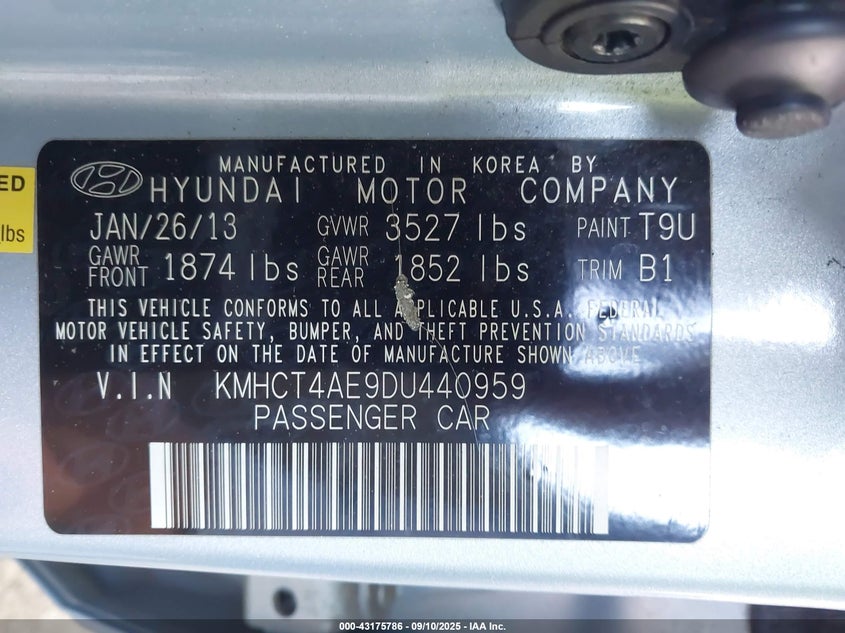 MANUFACTURED IN KOREA BY
HYUNDAI MOTOR COMPANY
JAN/26/13 GVWR 3527 lbs PAINT T9U
GAWR FRONT 1874 lbs GAWR REAR 1852 lbs TRIM B1
THIS VEHICLE CONFORMS TO ALL APPLICABLE U.S.A. FEDERAL
MOTOR VEHICLE SAFETY, BUMPER, AND THEFT PREVENTION STANDARDS
IN EFFECT ON THE DATE OF MANUFACTURE SHOWN ABOVE
V.I.N KMHCT4AE9DU440959
PASSENGER CAR
ED
lbs
000-43175786 - 09/10/2025 - IAA Inc.